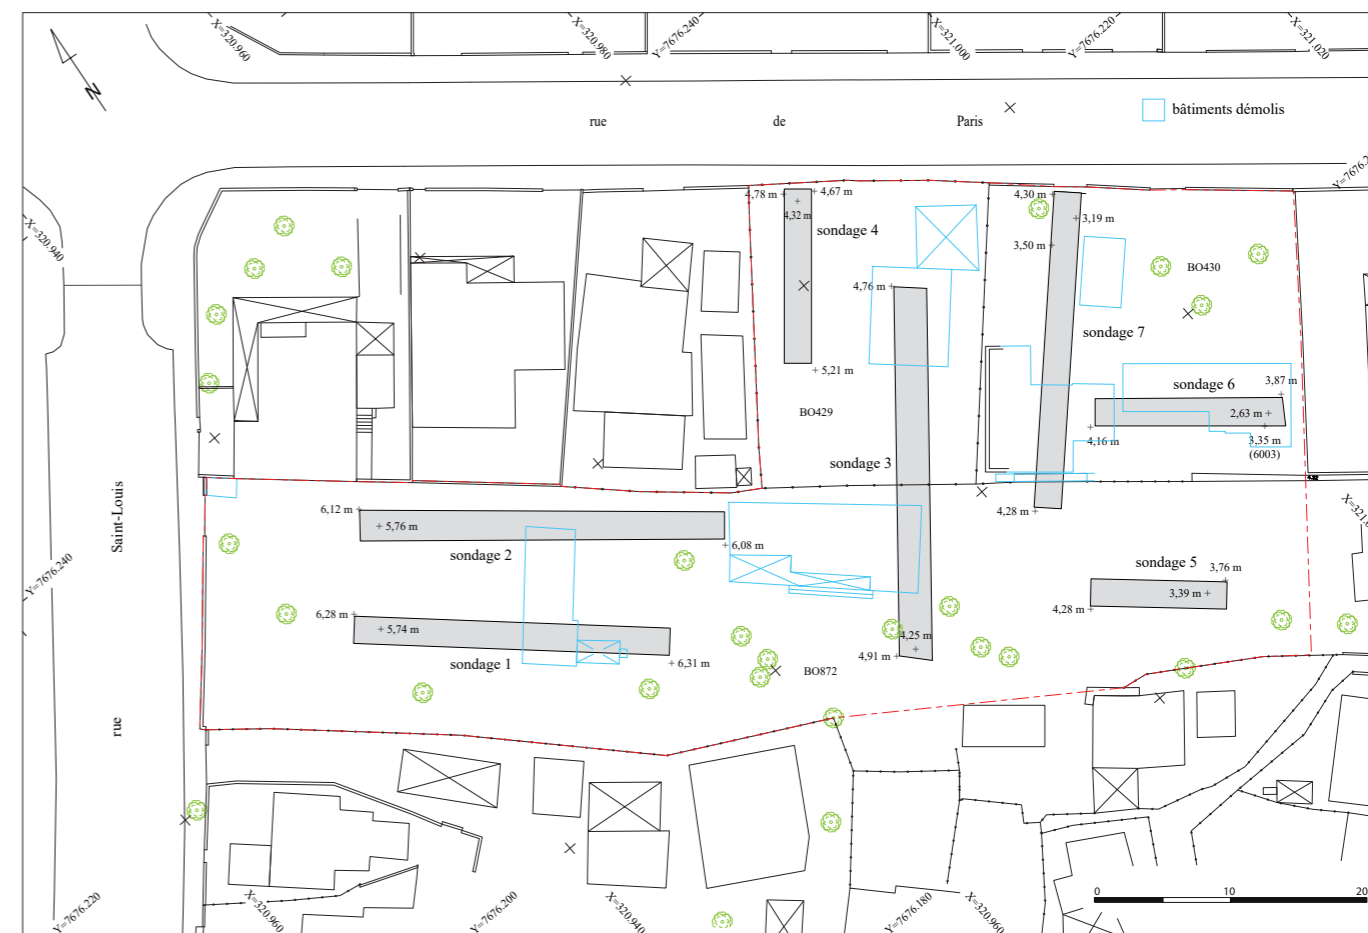 X=320.960
X=320.980
Y=7676.240
X=321.000
Y=7676.220
X=321.020
N
rue de Paris
bâtiments démolis
X=320.940
4,78 m
4,67 m
4,32 m
sondage 4
4,30 m
3,19 m
3,50 m
BO430
4,76 m
sondage 7
5,21 m
BO429
sondage 6
3,87 m
2,63 m
4,16 m
3,35 m
(6003)
sondage 3
rue Saint-Louis
6,12 m
5,76 m
sondage 2
6,08 m
4,28 m
sondage 5
3,76 m
3,39 m
4,28 m
Y=7676.240
6,28 m
5,74 m
sondage 1
6,31 m
4,25 m
4,91 m
BO872
Y=7676.220
X=320.960
Y=7676.200
X=320.940
Y=7676.180
X=320.960
0 10 20